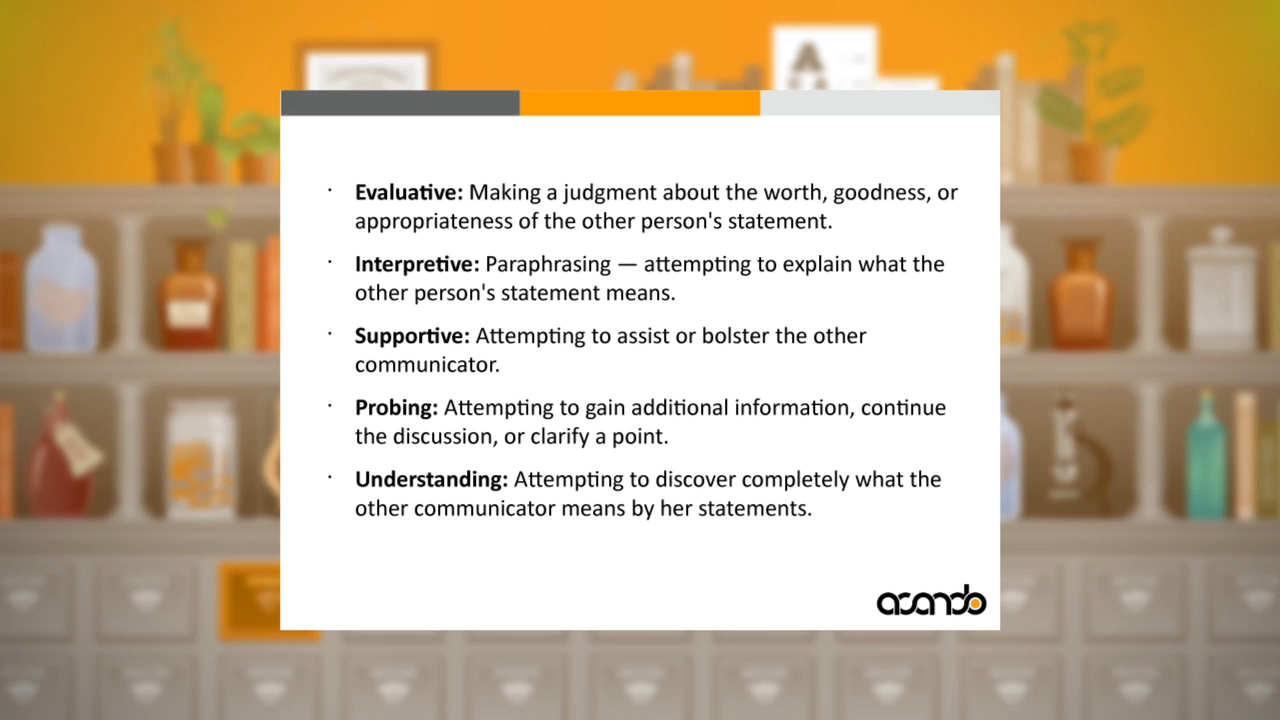 · Evaluative: Making a judgment about the worth, goodness, or
appropriateness of the other person's statement.
· Interpretive: Paraphrasing — attempting to explain what the
other person's statement means.
· Supportive: Attempting to assist or bolster the other
communicator.
· Probing: Attempting to gain additional information, continue
the discussion, or clarify a point.
· Understanding: Attempting to discover completely what the
other communicator means by her statements.
acando